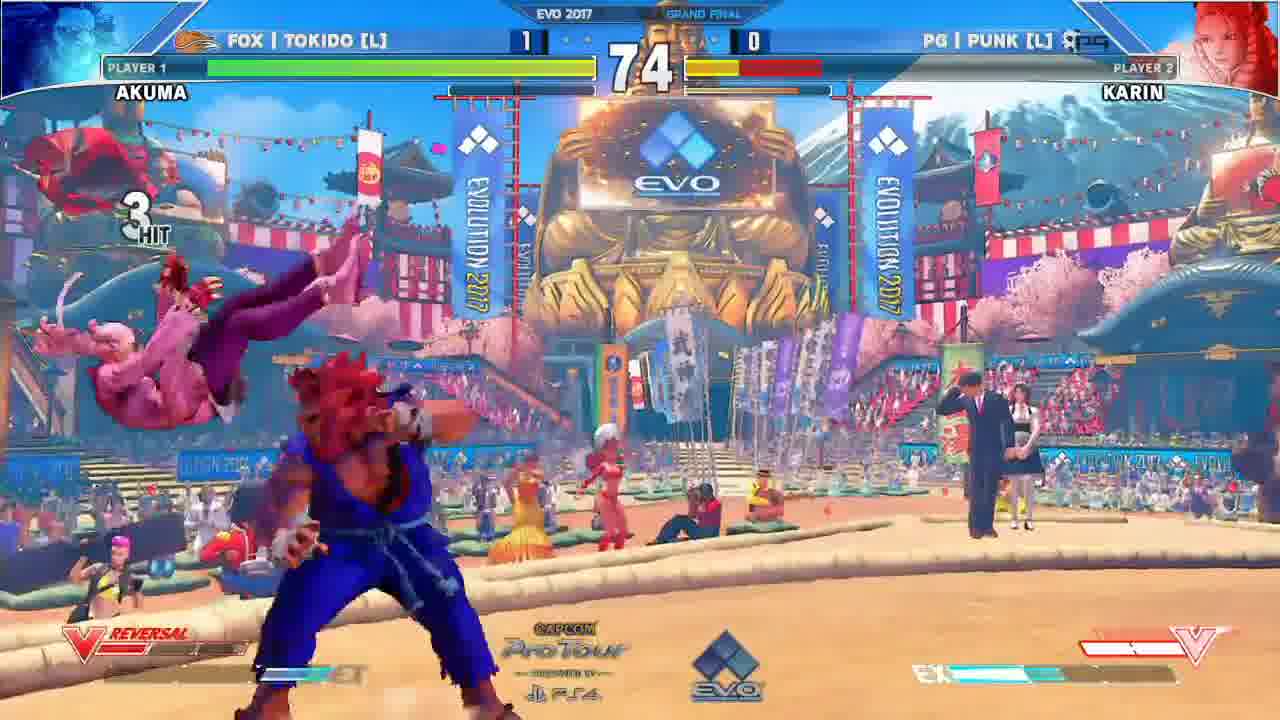 EVO 2017 GRAND FINAL
FOX | TOKIDO [L] 1 74 0 PG | PUNK [L]
PLAYER 1 PLAYER 2
AKUMA KARIN
EVO
EVOLUTION 2017
EVOLUTION 2017
3 HIT
REVERSAL
V V
EX
CAPCOM
Pro Tour
PS4
EVO